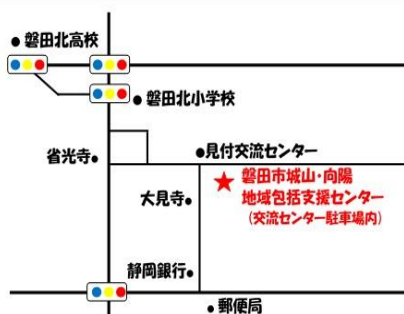 磐田北高校
磐田北小学校
省光寺
見付交流センター
大見寺
★ 磐田市城山・向陽
地域包括支援センター
(交流センター駐車場内)
静岡銀行
郵便局